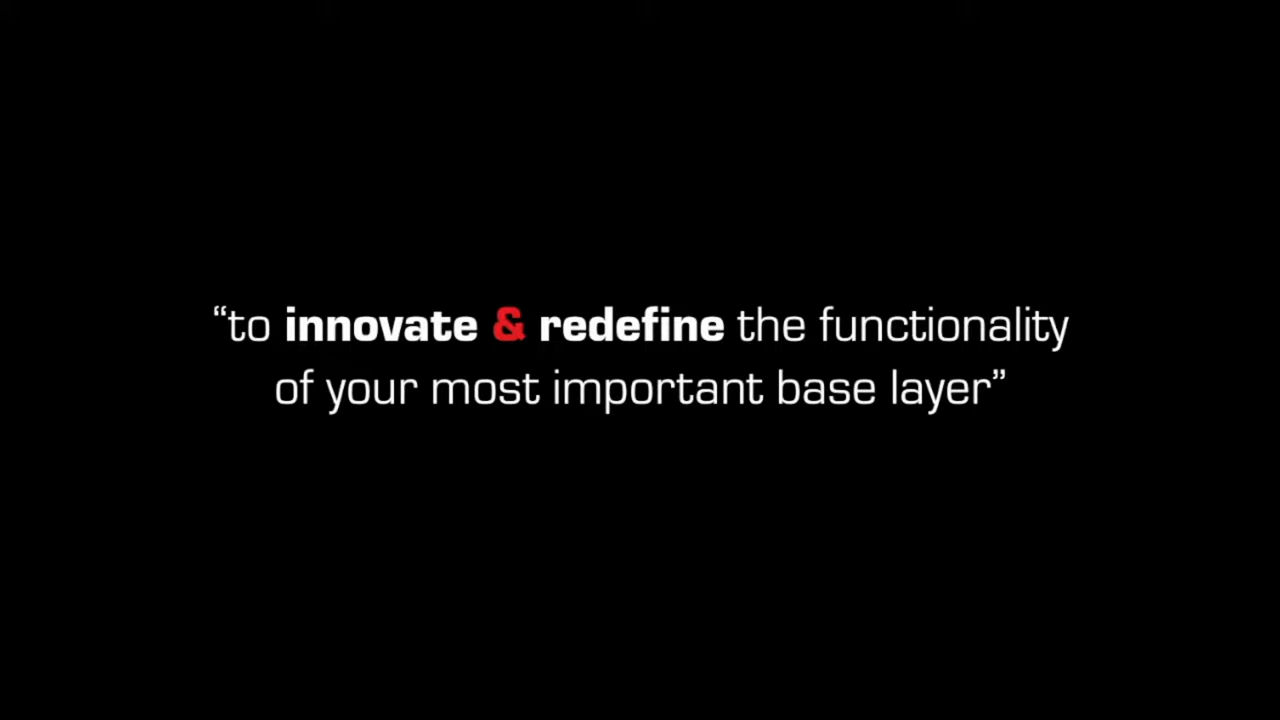 “to innovate & redefine the functionality
of your most important base layer”